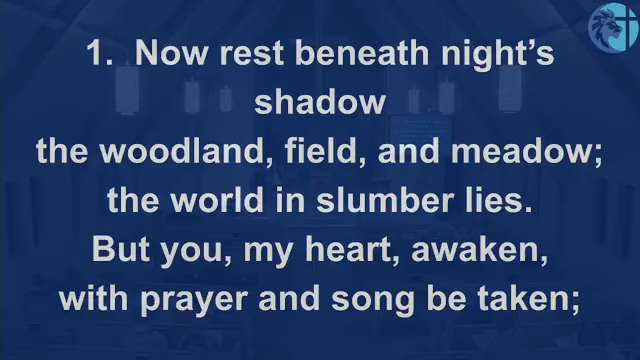 1. Now rest beneath night's
shadow
the woodland, field, and meadow;
the world in slumber lies.
But you, my heart, awaken,
with prayer and song be taken;